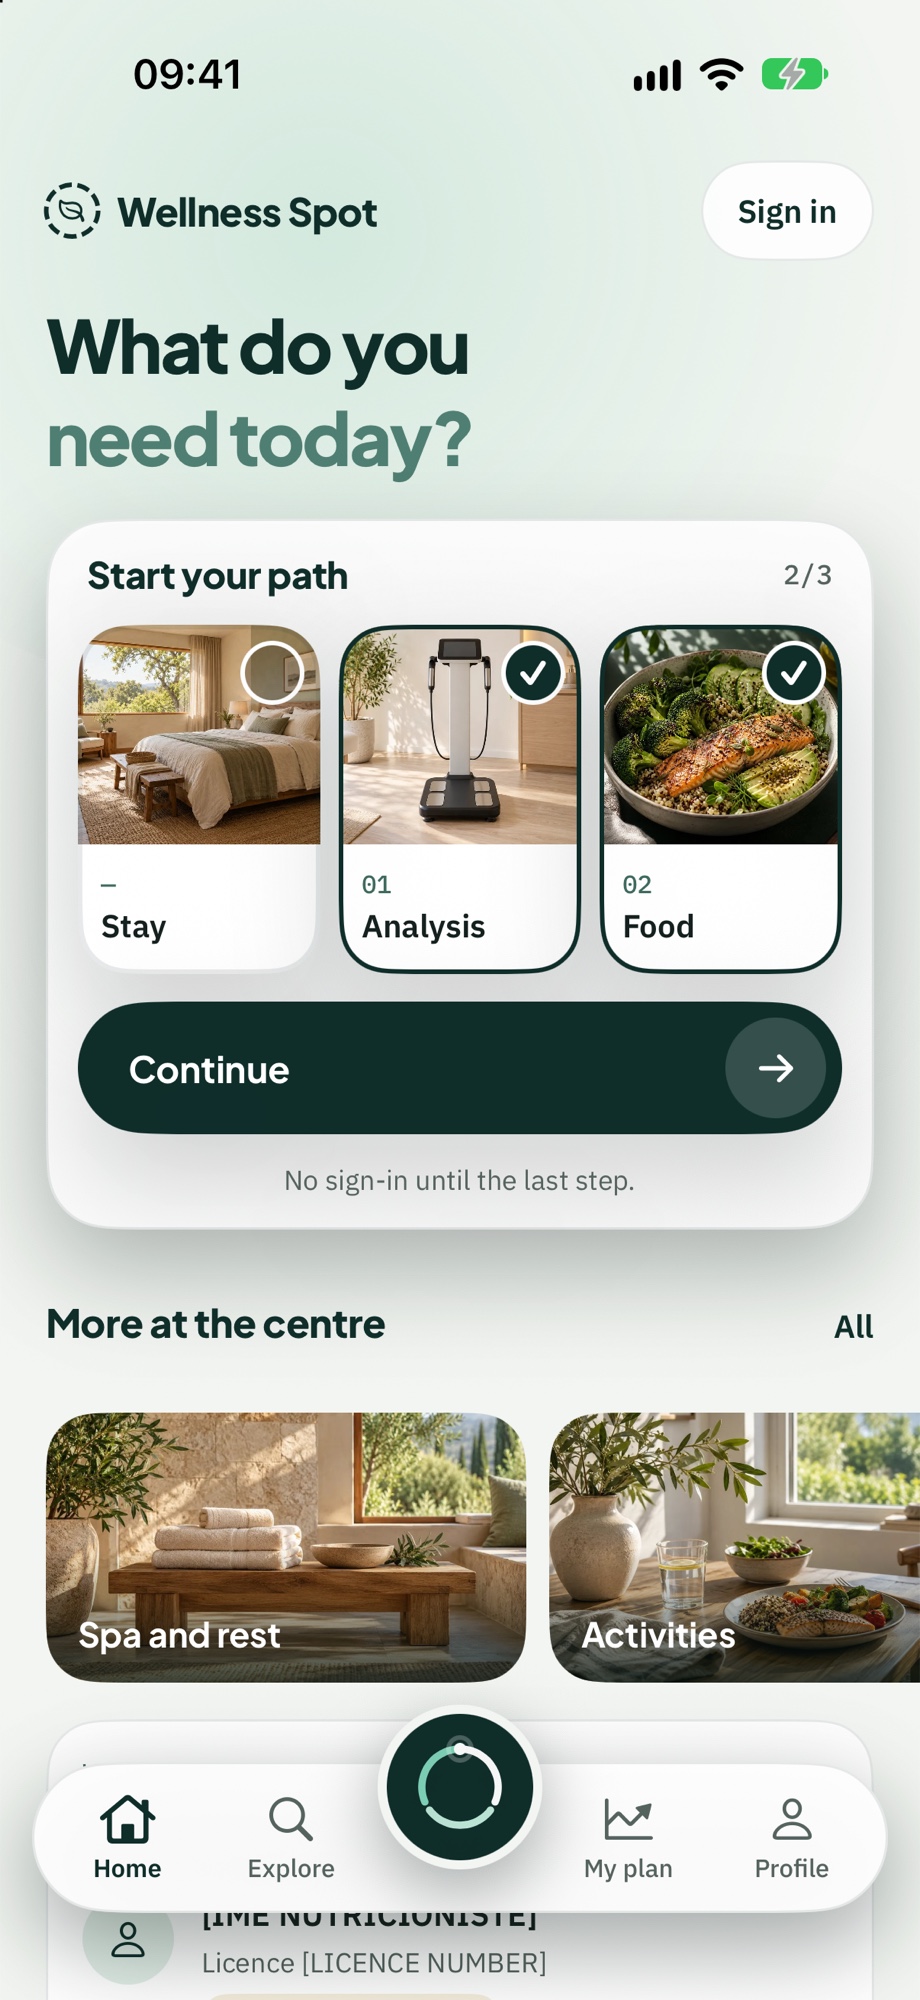 09:41
Wellness Spot
Sign in
What do you
need today?
Start your path
2/3
–
Stay
01
Analysis
02
Food
Continue
No sign-in until the last step.
More at the centre
All
Spa and rest
Activities
Home
Explore
My plan
Profile
[IME NUTRICIONISTE]
Licence [LICENCE NUMBER]